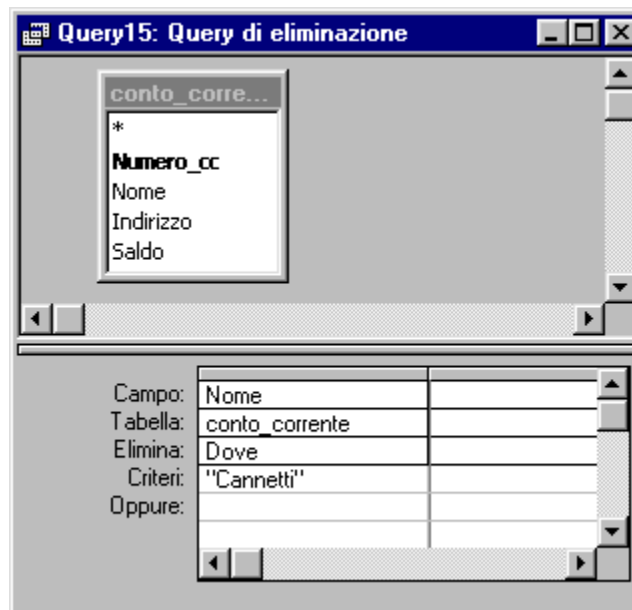 Query15: Query di eliminazione
conto_corre...
*
Numero_cc
Nome
Indirizzo
Saldo
Campo: Nome
Tabella: conto_corrente
Elimina: Dove
Criteri: "Cannetti"
Oppure: